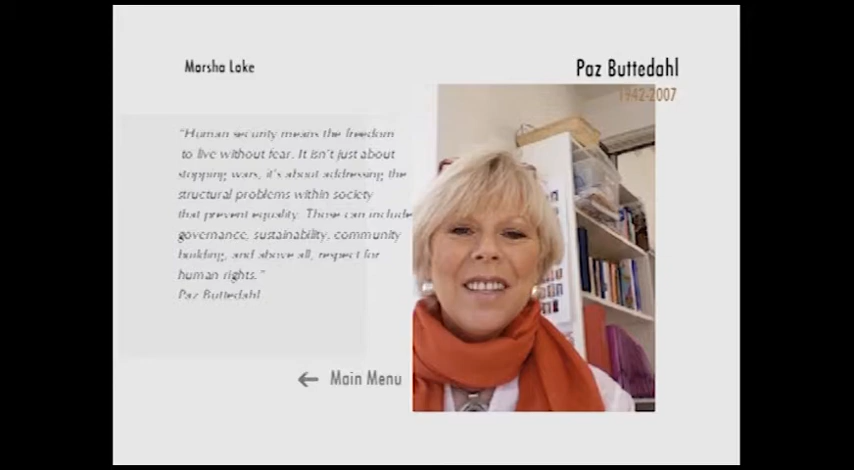 Marsha Lake
Paz Buttedahl
1942-2007
"Human security means the freedom
to live without fear. It isn't just about
stopping wars, it's about addressing the
structural problems within society
that prevent equality. Those can include
governance, sustainability, community
building, and above all, respect for
human rights."
Paz Buttedahl
← Main Menu